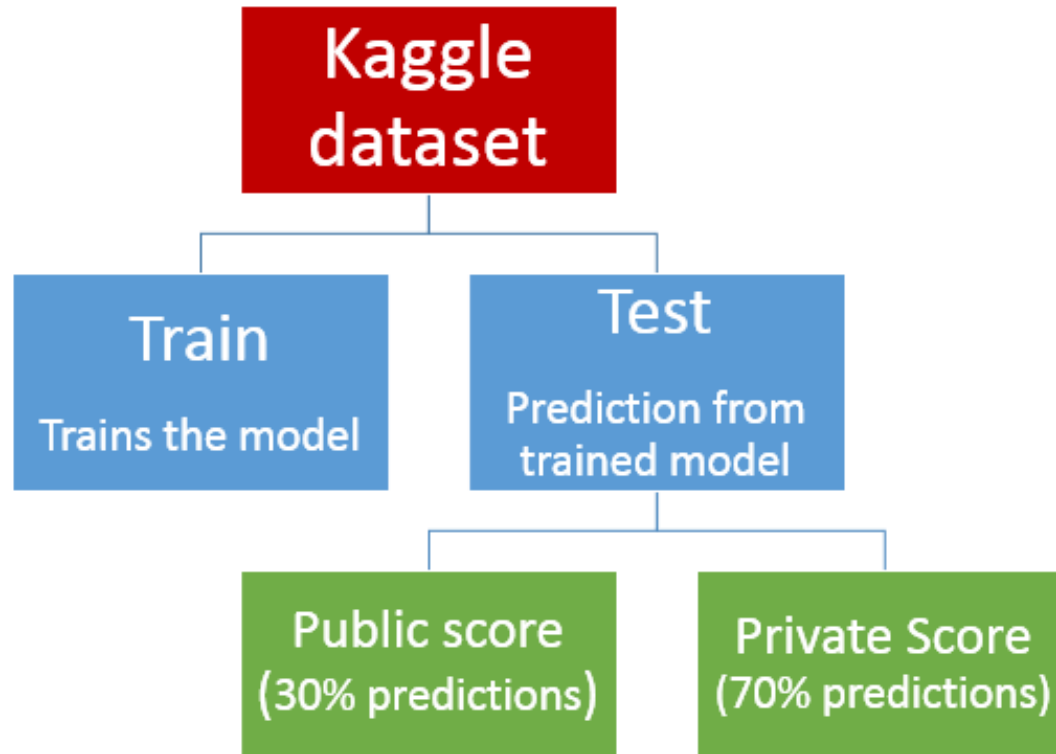 Kaggle
dataset
Train
Trains the model
Test
Prediction from
trained model
Public score
(30% predictions)
Private Score
(70% predictions)